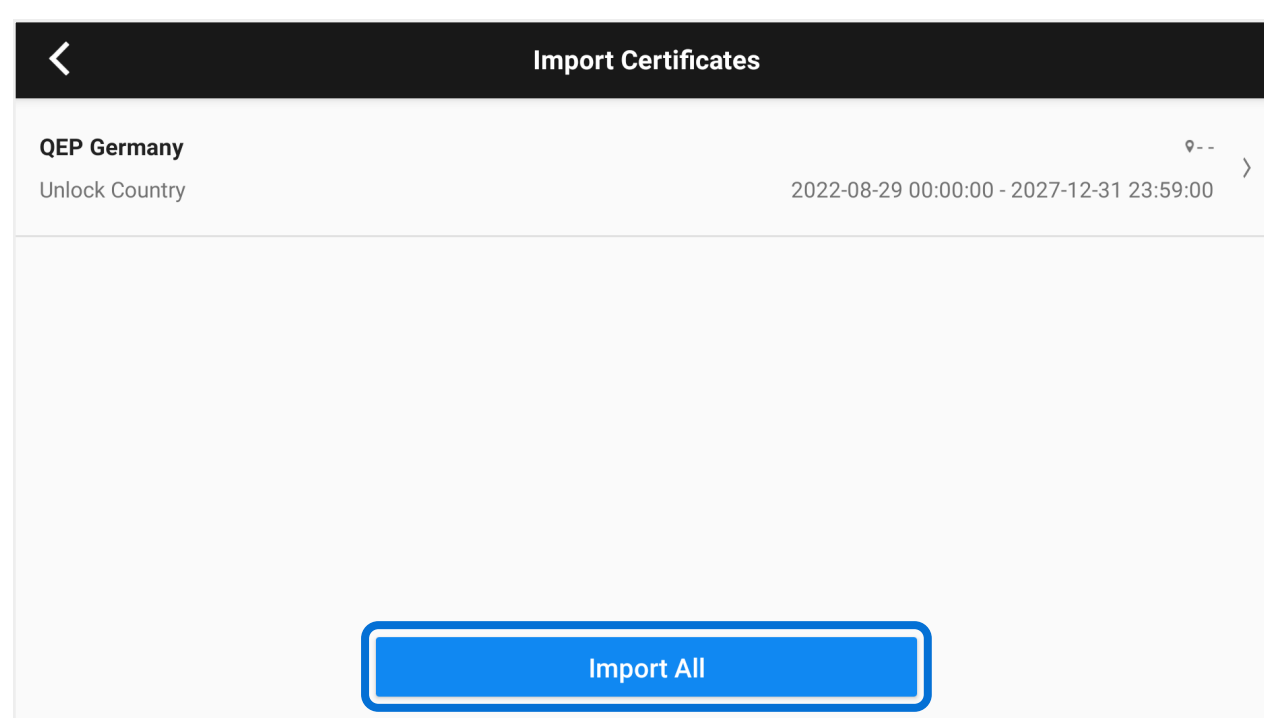 Import Certificates
QEP Germany
- -
Unlock Country
2022-08-29 00:00:00 - 2027-12-31 23:59:00
Import All